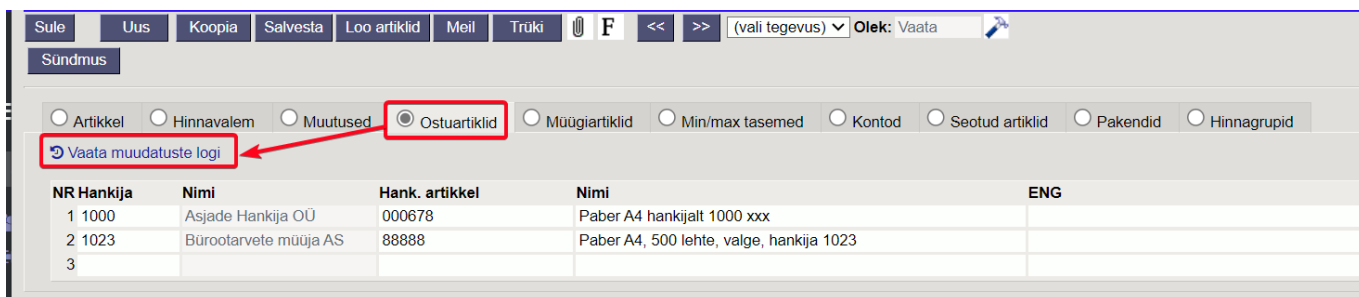 Sule Uus Koopia Salvesta Loo artiklid Meil Trüki F << >> (vali tegevus) Olek: Vaata
Sündmus
Artikkel Hinnavalem Muutused Ostuartiklid Müügiartiklid Min/max tasemed Kontod Seotud artiklid Pakendid Hinnagrupid
Vaata muudatuste logi
NR Hankija Nimi Hank. artikkel Nimi ENG
1 1000 Asjade Hankija OÜ 000678 Paber A4 hankijalt 1000 xxx
2 1023 Bürootarvete müüja AS 88888 Paber A4, 500 lehte, valge, hankija 1023
3